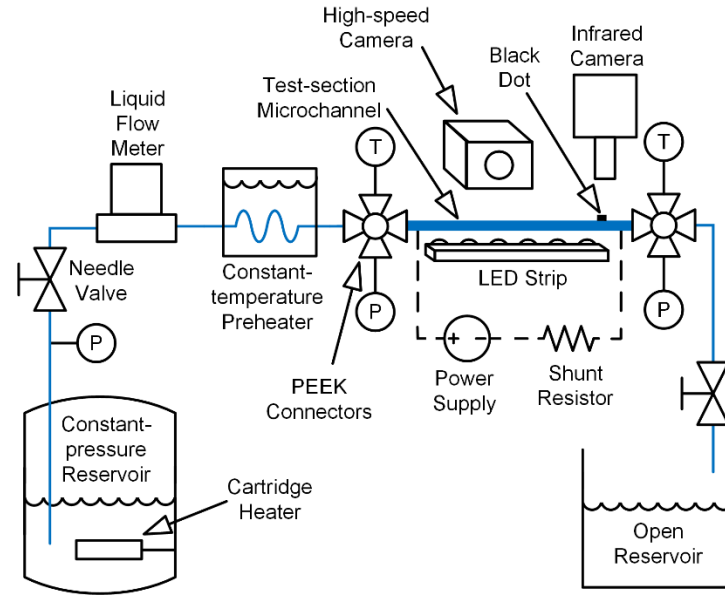 High-speed
Camera
Infrared
Camera
Black
Dot
Test-section
Microchannel
Liquid
Flow
Meter
T
T
Needle
Valve
Constant-
temperature
Preheater
LED Strip
P
P
P
+
-
PEEK
Connectors
Power
Supply
Shunt
Resistor
Constant-
pressure
Reservoir
Cartridge
Heater
Open
Reservoir